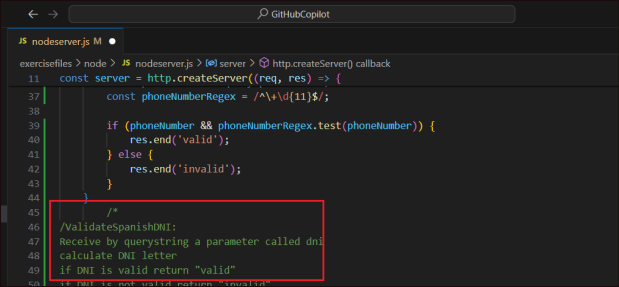 GitHubCopilot
JS nodeserver.js M
exercisefiles > node > JS nodeserver.js > server > http.createServer() callback
11 const server = http.createServer((req, res) => {
37 const phoneNumberRegex = /^\+\d{11}$/;
38
39 if (phoneNumber && phoneNumberRegex.test(phoneNumber)) {
40 res.end('valid');
41 } else {
42 res.end('invalid');
43 }
44 }
45 /*
46 /ValidateSpanishDNI:
47 Receive by querystring a parameter called dni
48 calculate DNI letter
49 if DNI is valid return "valid"
50 if DNI is not valid return "invalid"